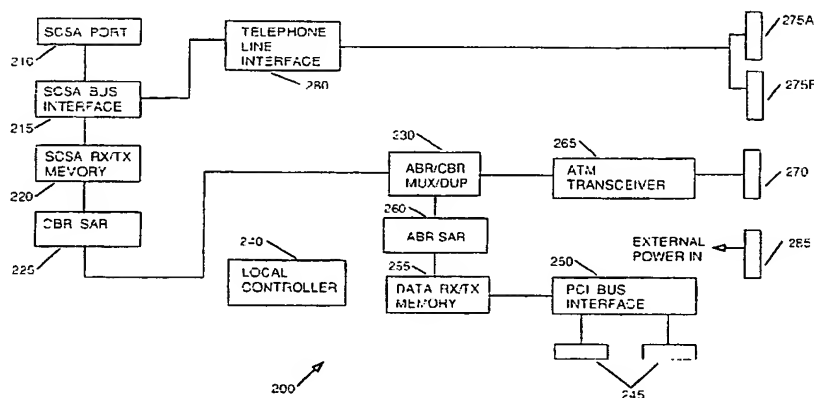 SCSA PORT
210
SCSA BUS
INTERFACE
215
SCSA RX/TX
MEMORY
220
CBR SAR
225
TELEPHONE
LINE
INTERFACE
280
275A
275B
230
ABR/CBR
MUX/DUP
265
ATM
TRANSCEIVER
270
260
ABR SAR
240
LOCAL
CONTROLLER
255
DATA RX/TX
MEMORY
250
PCI BUS
INTERFACE
EXTERNAL
POWER IN
285
245
200